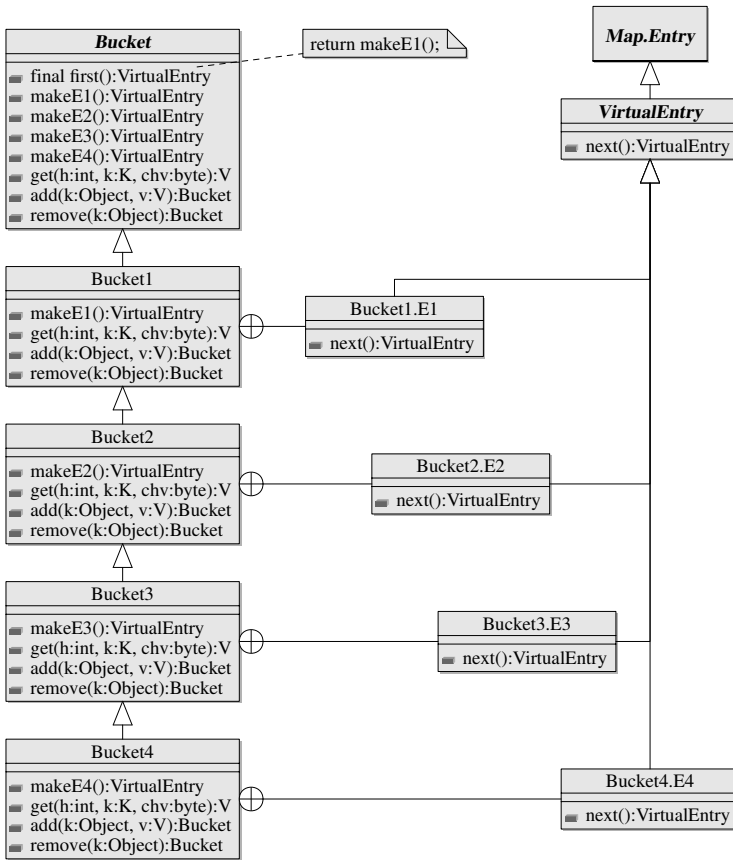 Bucket
final first():VirtualEntry
makeE1():VirtualEntry
makeE2():VirtualEntry
makeE3():VirtualEntry
makeE4():VirtualEntry
get(h:int, k:K, chv:byte):V
add(k:Object, v:V):Bucket
remove(k:Object):Bucket
return makeE1();
Map.Entry
VirtualEntry
next():VirtualEntry
Bucket1
makeE1():VirtualEntry
get(h:int, k:K, chv:byte):V
add(k:Object, v:V):Bucket
remove(k:Object):Bucket
Bucket1.E1
next():VirtualEntry
Bucket2
makeE2():VirtualEntry
get(h:int, k:K, chv:byte):V
add(k:Object, v:V):Bucket
remove(k:Object):Bucket
Bucket2.E2
next():VirtualEntry
Bucket3
makeE3():VirtualEntry
get(h:int, k:K, chv:byte):V
add(k:Object, v:V):Bucket
remove(k:Object):Bucket
Bucket3.E3
next():VirtualEntry
Bucket4
makeE4():VirtualEntry
get(h:int, k:K, chv:byte):V
add(k:Object, v:V):Bucket
remove(k:Object):Bucket
Bucket4.E4
next():VirtualEntry